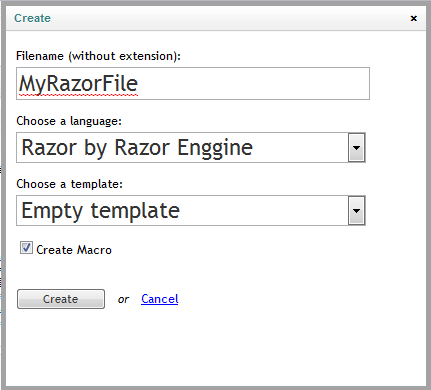 Create
Filename (without extension):
MyRazorFile
Choose a language:
Razor by Razor Enggine
Choose a template:
Empty template
Create Macro
Create or Cancel